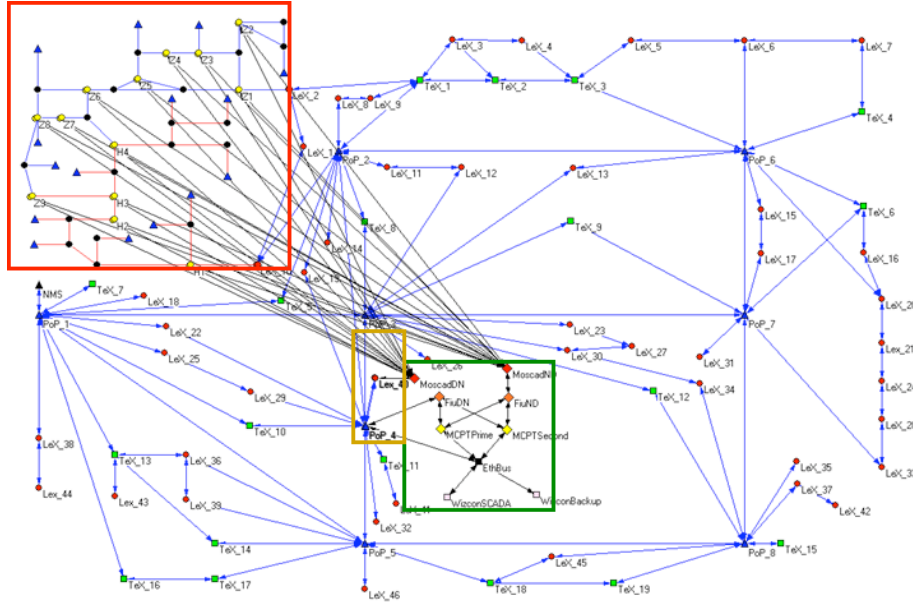 Z2
Z4
Z3
LeX_3
LeX_4
LeX_5
LeX_6
LeX_7
Z5
Z6
Z1
LeX_2
TeX_1
TeX_2
TeX_3
LeX_8
LeX_9
TeX_4
Z8
Z7
H4
LeX_1
PoP_2
PoP_6
LeX_11
LeX_12
LeX_13
Z9
H3
H2
LeX_15
TeX_6
TeX_8
TeX_9
LeX_14
LeX_17
LeX_16
H1
NMS
TeX_7
LeX_18
PoP_1
PoP_7
LeX_22
LeX_23
LeX_25
LeX_26
LeX_30
LeX_27
LeX_31
MoscadDN
MoscadND
LeX_29
LeX_34
TeX_12
FiuDN
FiuND
TeX_10
PoP_4
MCPTPrime
MCPTSecond
LeX_38
TeX_13
LeX_36
TeX_11
EthBus
LeX_35
LeX_37
LeX_44
Lex_43
LeX_39
WizconSCADA
WizconBackup
LeX_42
LeX_32
TeX_14
PoP_5
PoP_8
TeX_15
LeX_45
TeX_16
TeX_17
TeX_18
TeX_19
LeX_46